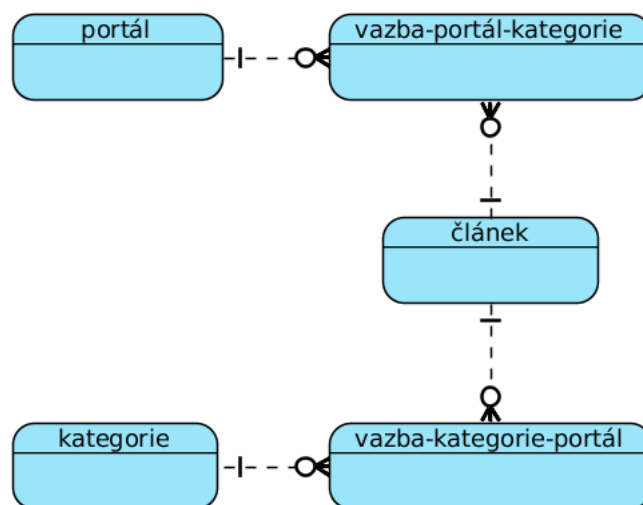 portál
vazba-portál-kategorie
článek
kategorie
vazba-kategorie-portál